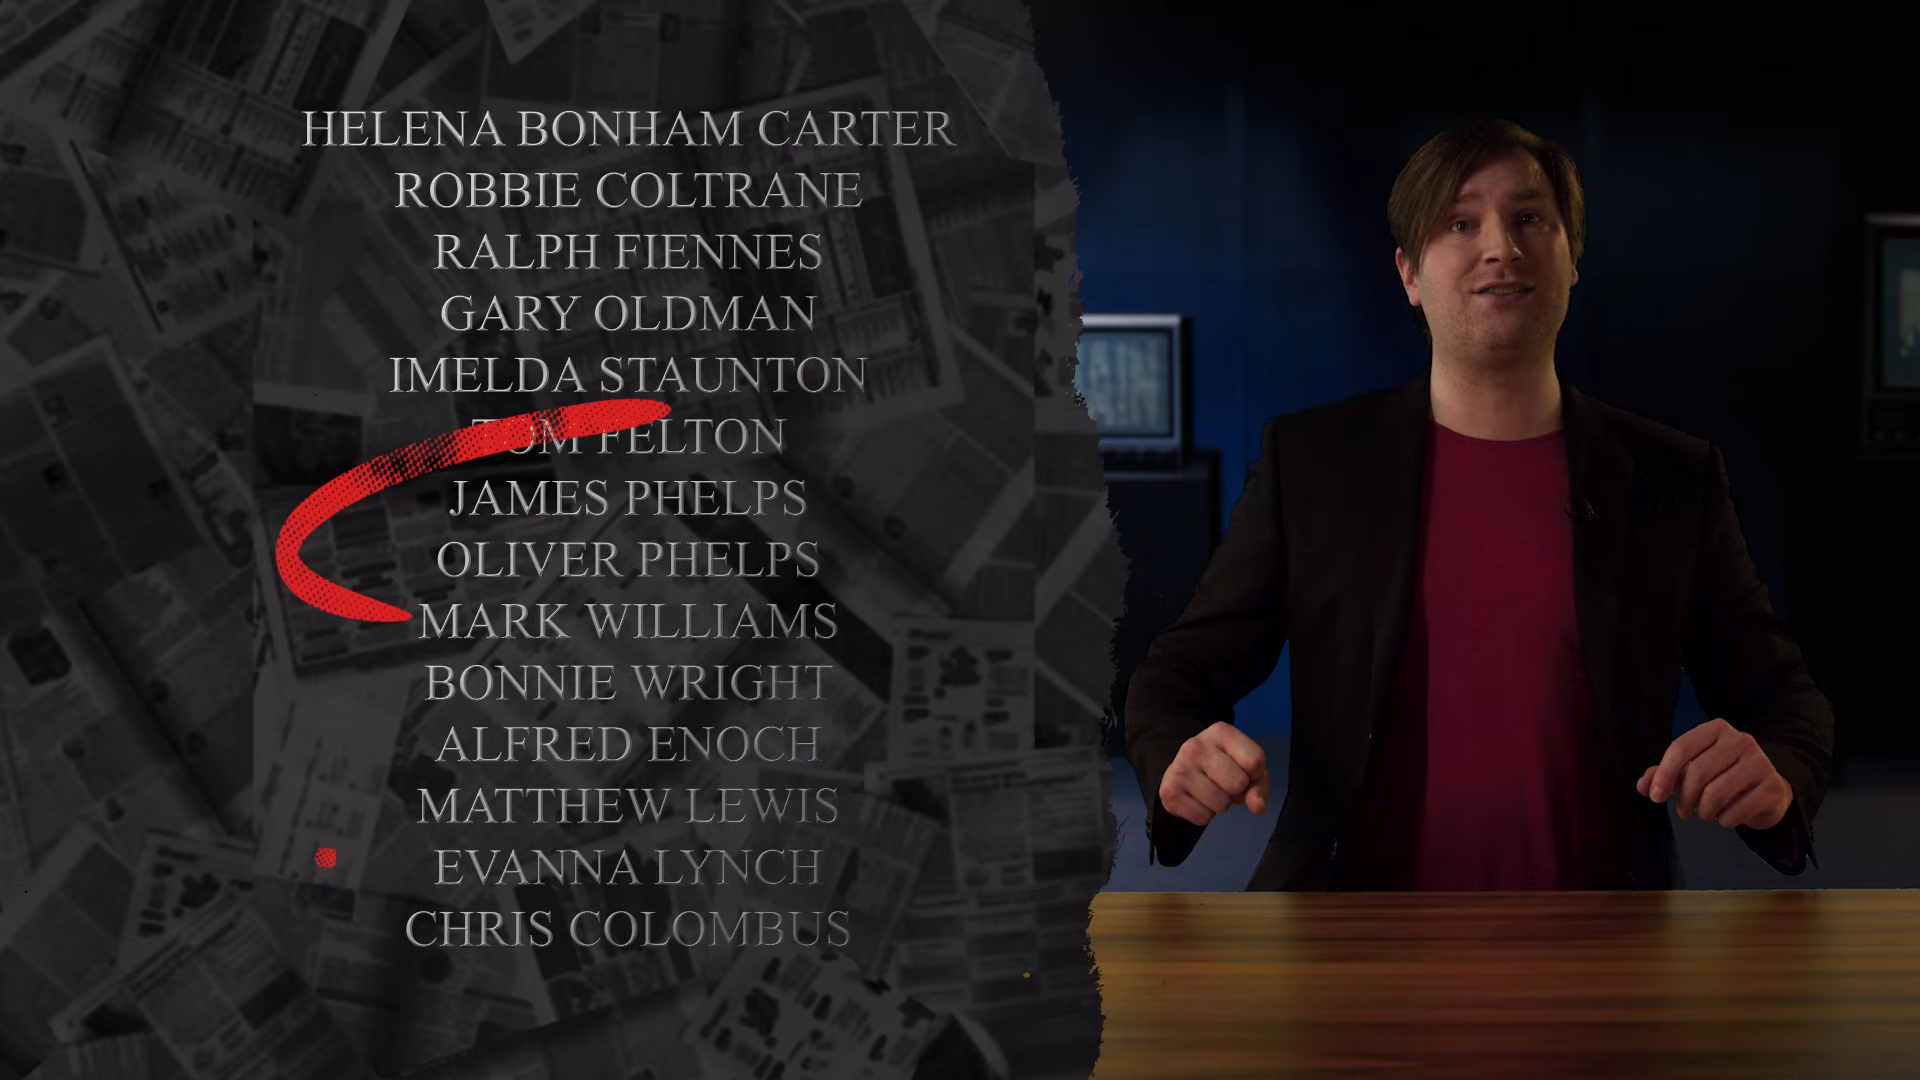 HELENA BONHAM CARTER
ROBBIE COLTRANE
RALPH FIENNES
GARY OLDMAN
IMELDA STAUNTON
TOM FELTON
JAMES PHELPS
OLIVER PHELPS
MARK WILLIAMS
BONNIE WRIGHT
ALFRED ENOCH
MATTHEW LEWIS
EVANNA LYNCH
CHRIS COLOMBUS